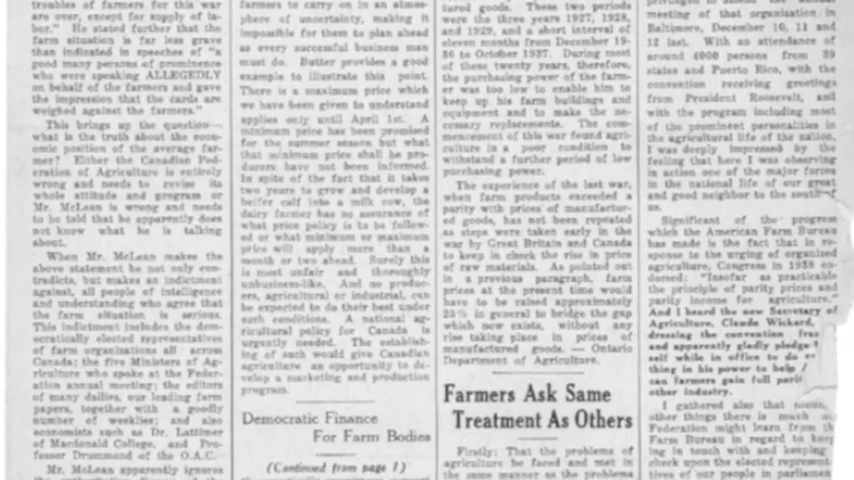 troubles of farmers for this war
are over, except for supply of la-
bor." He stated further that the
farm situation is far less grave
than indicated in speeches of "a
good many persons of prominence
who were speaking ALLEGEDLY
on behalf of the farmers and gave
the impression that the cards are
weighed against the farmers."
This brings up the question—
what is the truth about the econ-
omic position of the average far-
mer? Either the Canadian Fed-
eration of Agriculture is entirely
wrong and needs to revise its
whole attitude and program or
Mr. McLean is wrong and needs
to be told that he apparently does
not know what he is talking
about.
When Mr. McLean makes the
above statement he not only con-
tradicts, but makes an indictment
against, all people of intelligence
and understanding who agree that
the farm situation is serious.
This indictment includes the dem-
ocratically elected representatives
of farm organizations all across
Canada; the five Ministers of Ag-
riculture who spoke at the Feder-
ation annual meeting; the editors
of many dailies, our leading farm
papers, together with a goodly
number of weeklies; and also
economists such as Dr. Lattimer
of Macdonald College, and Pro-
fessor Drummond of the O.A.C.
Mr. McLean apparently ignores
farmers to carry on in an atmos-
phere of uncertainty, making it
impossible for them to plan ahead
as every successful business man
must do. Butter provides a good
example to illustrate this point.
There is a maximum price which
we have been given to understand
applies only until April 1st. A
minimum price has been promised
for the summer season but what
that minimum price shall be pro-
ducers have not been informed.
In spite of the fact that it takes
two years to grow and develop a
heifer calf into a milk cow, the
dairy farmer has no assurance of
what price policy is to be follow-
ed or what minimum or maximum
price will apply more than a
month or two ahead. Surely this
is most unfair and thoroughly
unbusiness-like. And no produc-
ers, agricultural or industrial, can
be expected to do their best under
such conditions. A national ag-
ricultural policy for Canada is
urgently needed. The establish-
ing of such would give Canadian
agriculture an opportunity to de-
velop a marketing and production
program.
Democratic Finance
For Farm Bodies
(Continued from page 1)
tured goods. These two periods
were the three years 1927, 1928,
and 1929, and a short interval of
eleven months from December 19-
36 to October 1937. During most
of these twenty years, therefore,
the purchasing power of the farm-
er was too low to enable him to
keep up his farm buildings and
equipment and to make the ne-
cessary replacements. The com-
mencement of this war found agri-
culture in a poor condition to
withstand a further period of low
purchasing power.
The experience of the last war,
when farm products exceeded a
parity with prices of manufactur-
ed goods, has not been repeated
as steps were taken early in the
war by Great Britain and Canada
to keep in check the rise in price
of raw materials. As pointed out
in a previous paragraph, farm
prices at the present time would
have to be raised approximately
25% in general to bridge the gap
which now exists, without any
rise taking place in prices of
manufactured goods. — Ontario
Department of Agriculture.
Farmers Ask Same
Treatment As Others
Firstly: That the problems of
agriculture be faced and met in
the same manner as the problems
privileged to attend the annual
meeting of that organization in
Baltimore, December 10, 11 and
12 last. With an attendance of
around 4000 persons from 39
states and Puerto Rico, with the
convention receiving greetings
from President Roosevelt, and
with the program including most
of the prominent personalities in
the agricultural life of the nation,
I was deeply impressed by the
feeling that here I was observing
in action one of the major forces
in the national life of our great
and good neighbor to the south of
us.
Significant of the progress
which the American Farm Bureau
has made is the fact that in re-
sponse to the urging of organized
agriculture, Congress in 1938 en-
dorsed: "Insofar as practicable
the principle of parity prices and
parity income for agriculture."
And I heard the new Secretary of
Agriculture, Claude Wickard,
dressing the convention
and apparently gladly pledge
self while in office to do
thing in his power to help
can farmers gain full
other industry.
I gathered also that
other things there is much
Federation might learn from
Farm Bureau in regard to keep
ing in touch with and keeping
check upon the elected represent
tives of our people in parliament